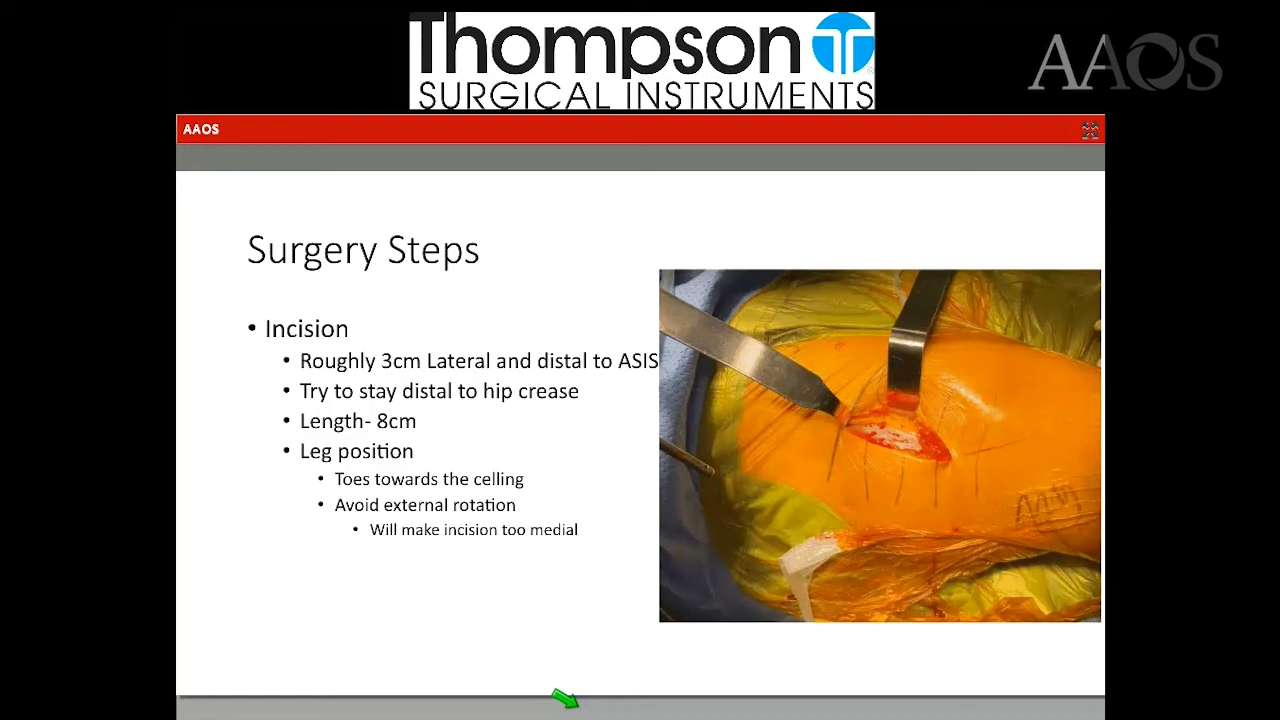 Thompson
SURGICAL INSTRUMENTS
AAOS
AAOS
Surgery Steps
• Incision
• Roughly 3cm Lateral and distal to ASIS
• Try to stay distal to hip crease
• Length- 8cm
• Leg position
• Toes towards the celling
• Avoid external rotation
• Will make incision too medial